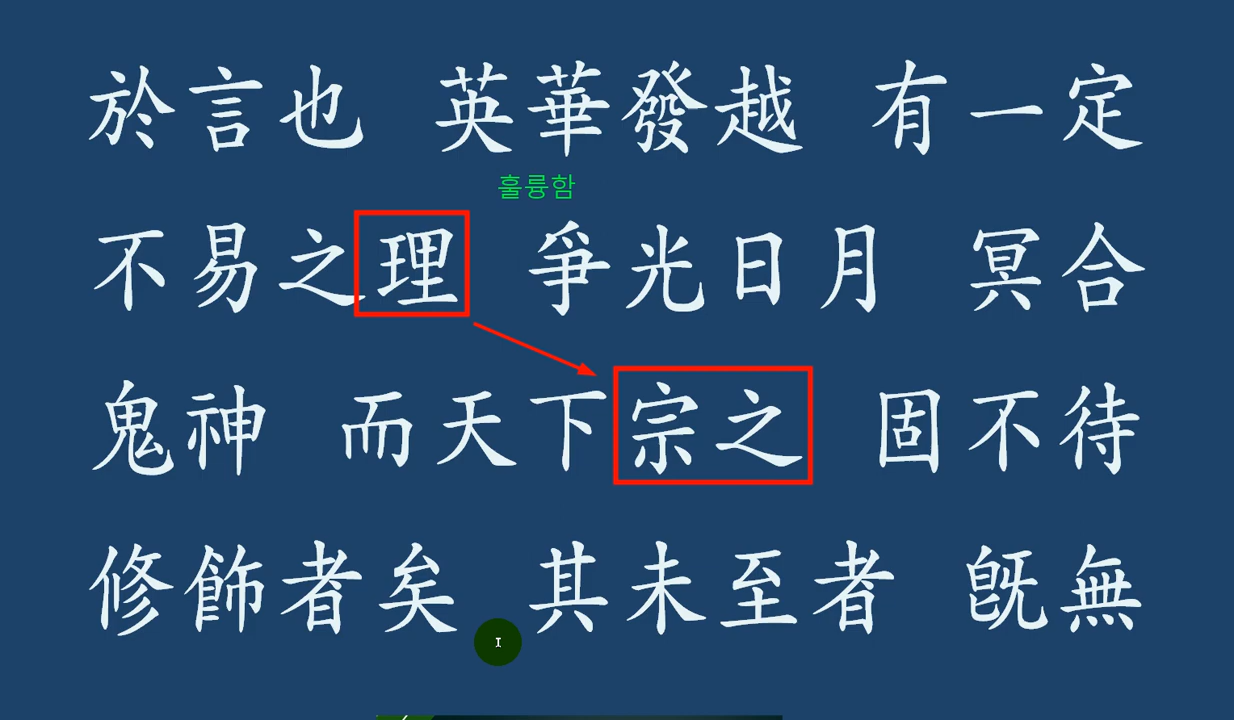 於言也 英華發越 有一定
훌륭함
不易之理 爭光日月 冥合
鬼神 而天下宗之 固不待
修飾者矣 其未至者 旣無